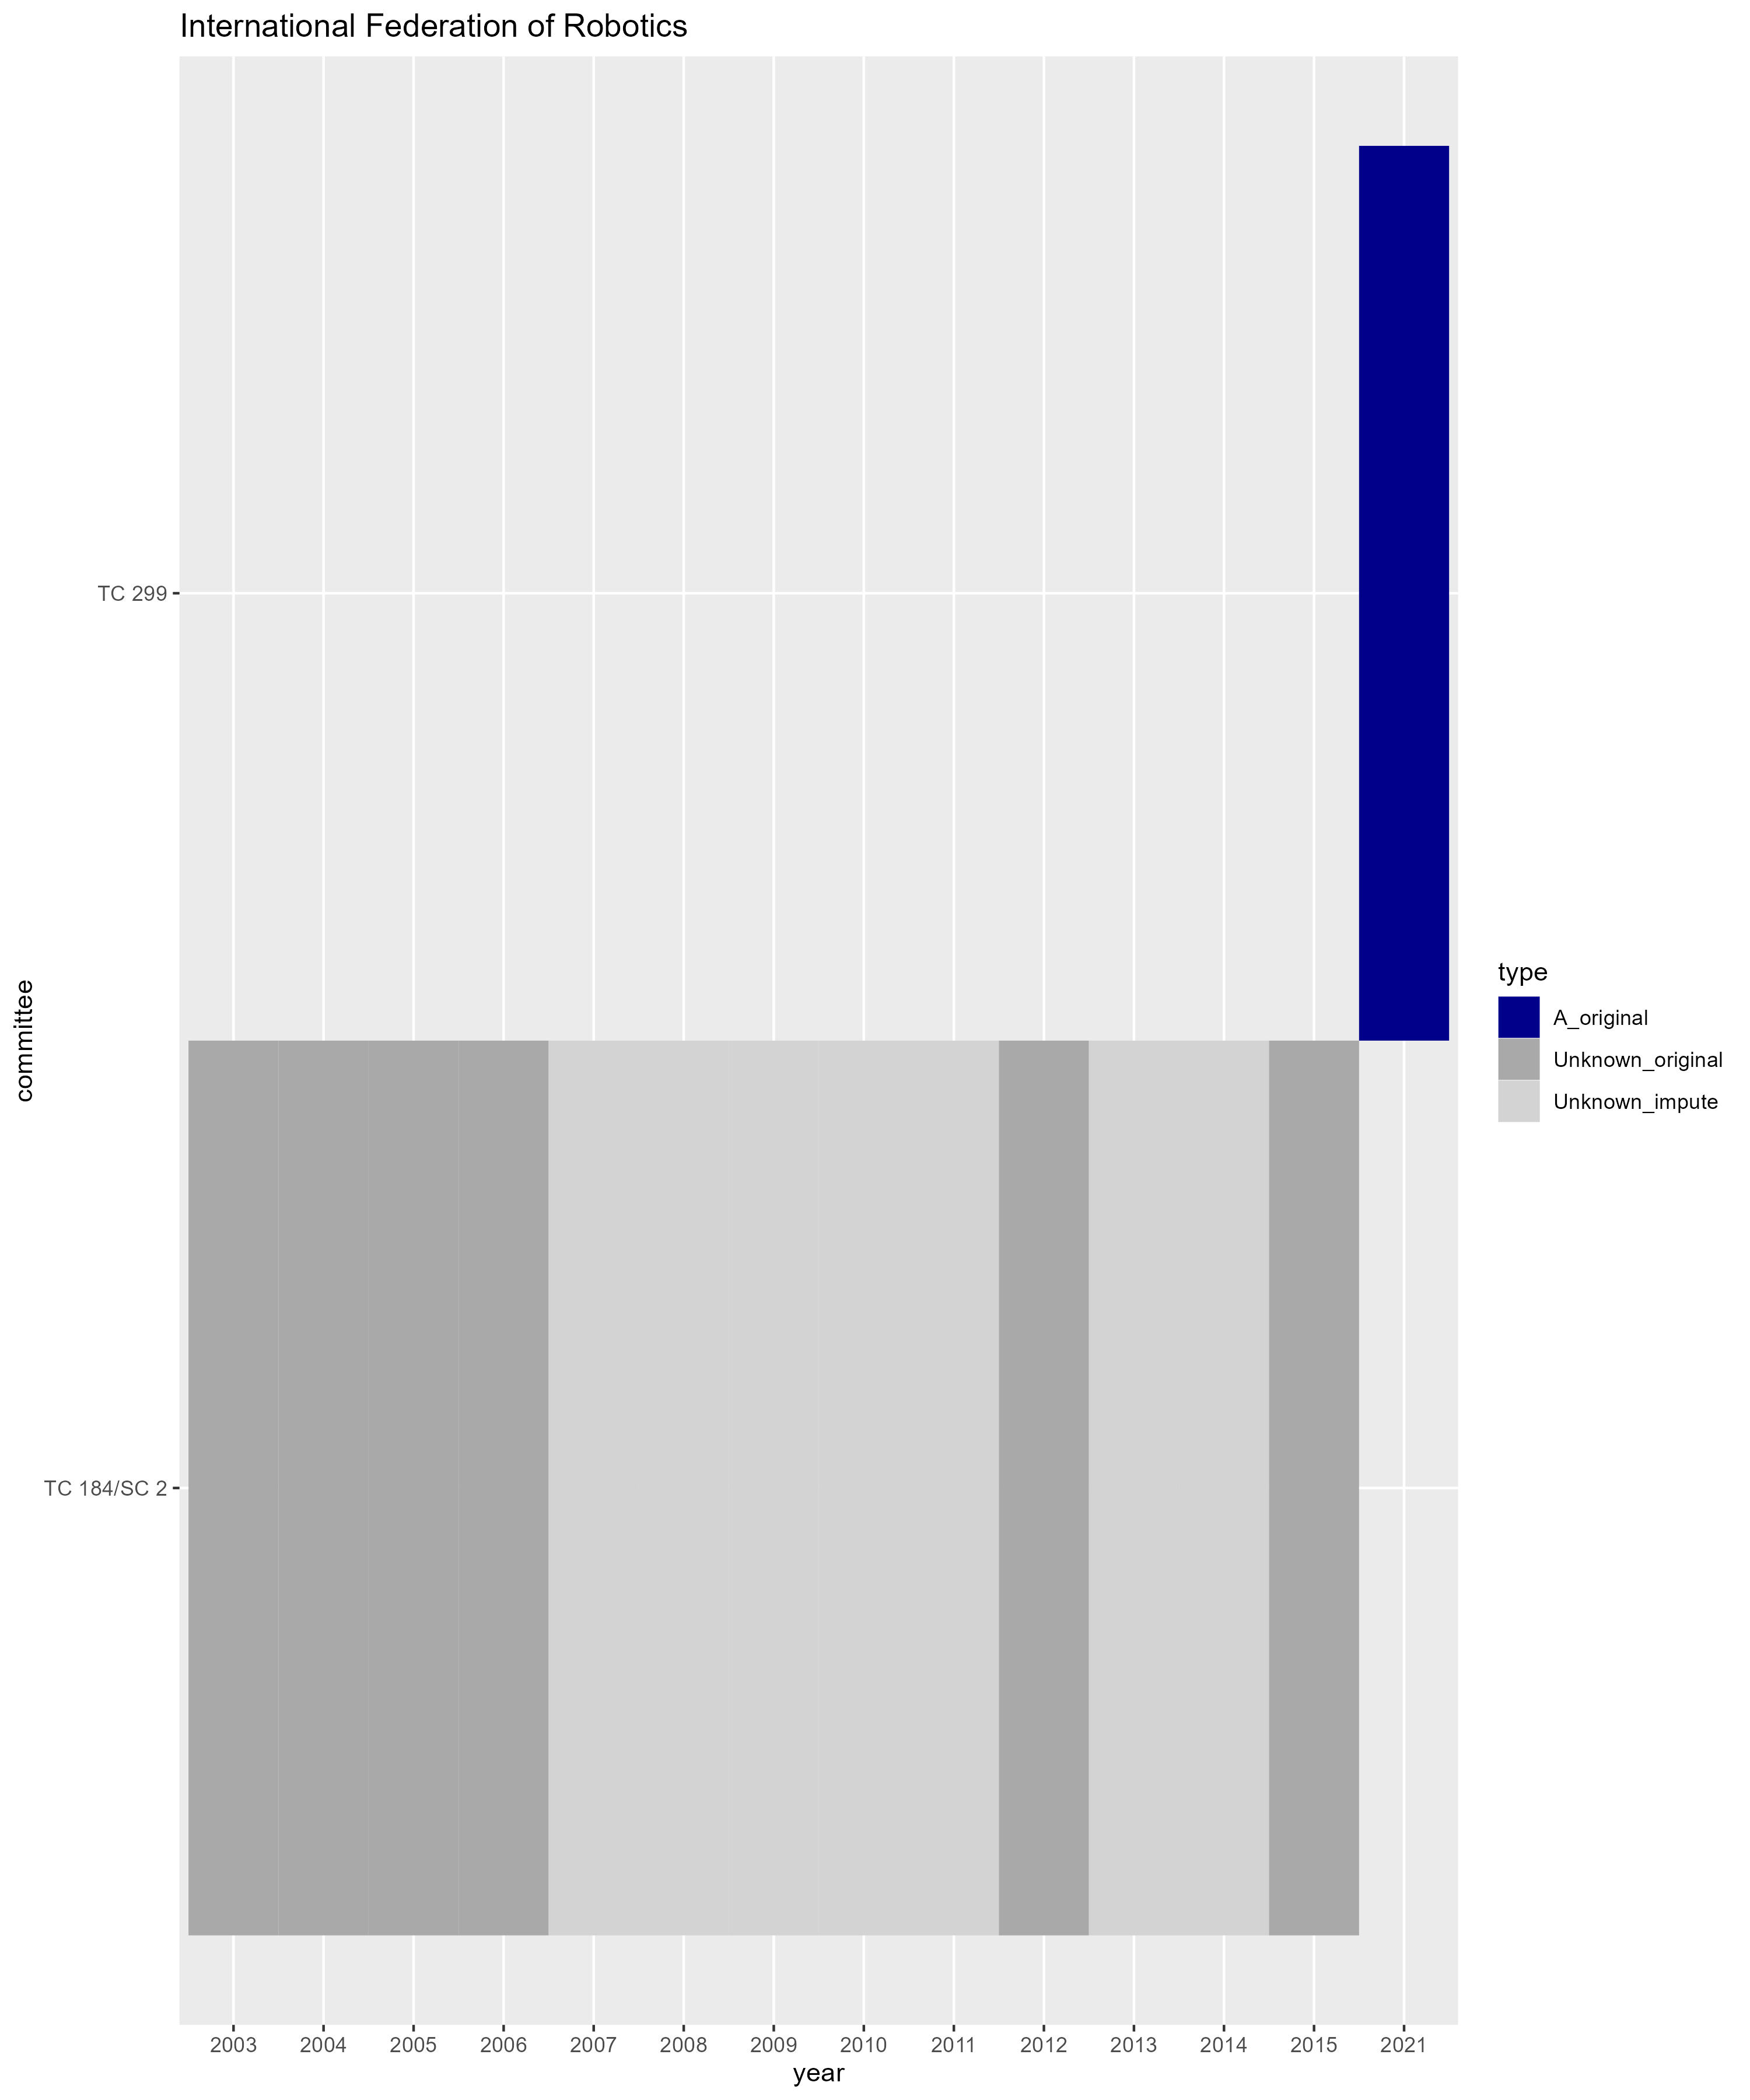 International Federation of Robotics
committee
TC 299
TC 184/SC 2
2003 2004 2005 2006 2007 2008 2009 2010 2011 2012 2013 2014 2015 2021
year
type
A_original
Unknown_original
Unknown_impute